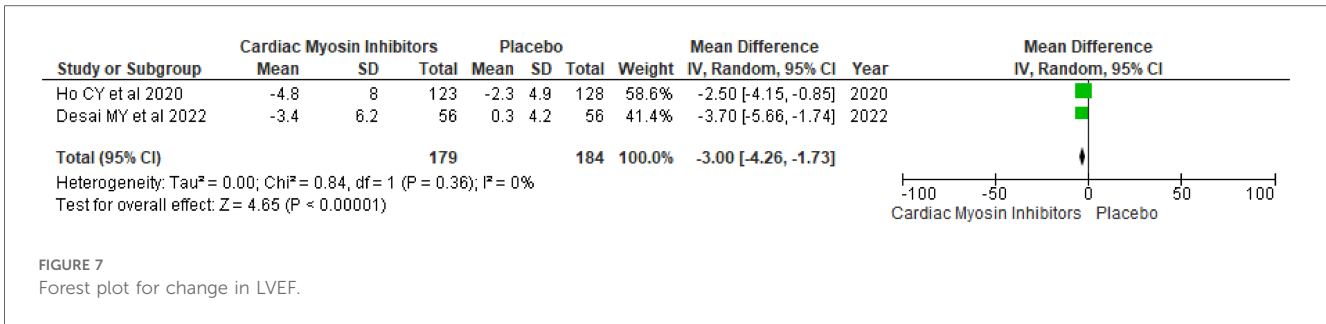 Cardiac Myosin Inhibitors Placebo Mean Difference Mean Difference
Study or Subgroup Mean SD Total Mean SD Total Weight IV, Random, 95% CI Year IV, Random, 95% CI
Ho CY et al 2020 -4.8 8 123 -2.3 4.9 128 58.6% -2.50 [-4.15, -0.85] 2020
Desai MY et al 2022 -3.4 6.2 56 0.3 4.2 56 41.4% -3.70 [-5.66, -1.74] 2022
Total (95% CI) 179 184 100.0% -3.00 [-4.26, -1.73]
Heterogeneity: Tau² = 0.00; Chi² = 0.84, df = 1 (P = 0.36); I² = 0%
Test for overall effect: Z = 4.65 (P < 0.00001)
-100 -50 0 50 100
Cardiac Myosin Inhibitors Placebo
FIGURE 7
Forest plot for change in LVEF.